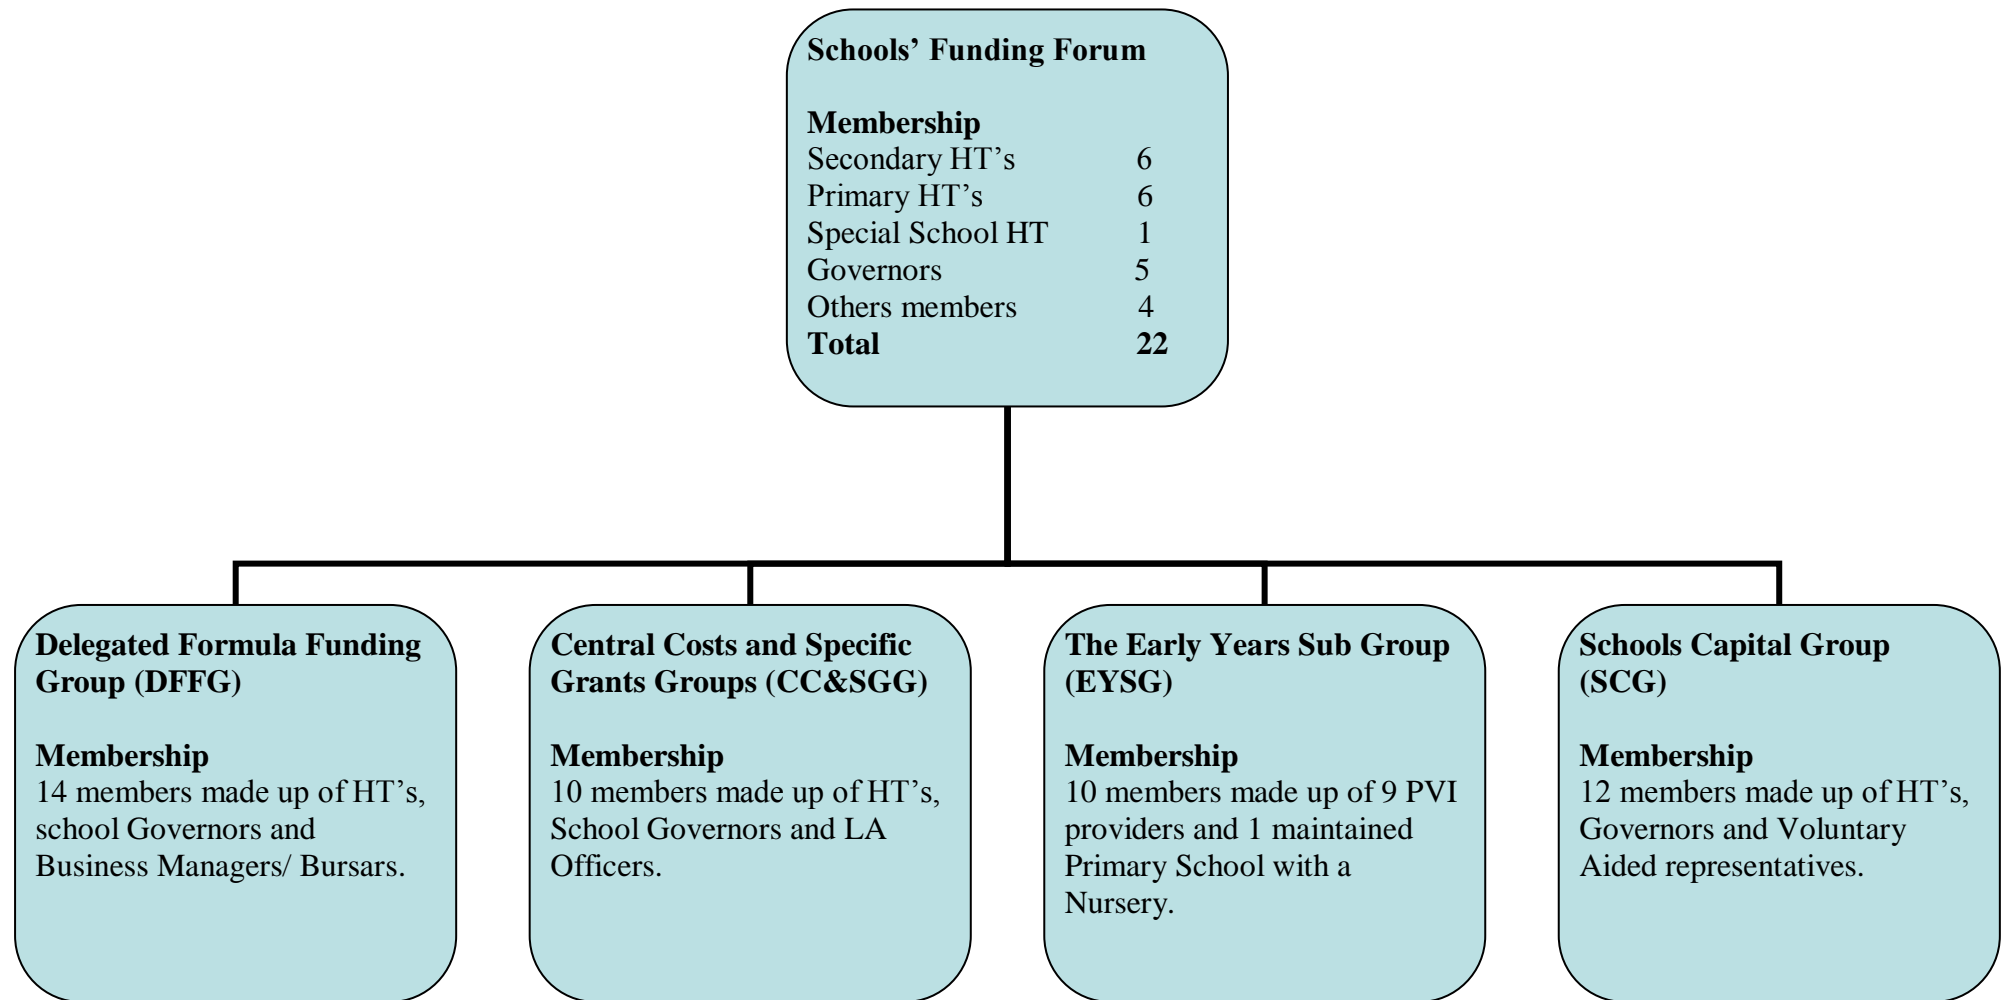 Schools’ Funding Forum
Membership
Secondary HT’s 6
Primary HT’s 6
Special School HT 1
Governors 5
Others members 4
Total 22
Delegated Formula Funding
Group (DFFG)
Membership
14 members made up of HT’s,
school Governors and
Business Managers/ Bursars.
Central Costs and Specific
Grants Groups (CC&SGG)
Membership
10 members made up of HT’s,
School Governors and LA
Officers.
The Early Years Sub Group
(EYSG)
Membership
10 members made up of 9 PVI
providers and 1 maintained
Primary School with a
Nursery.
Schools Capital Group
(SCG)
Membership
12 members made up of HT’s,
Governors and Voluntary
Aided representatives.